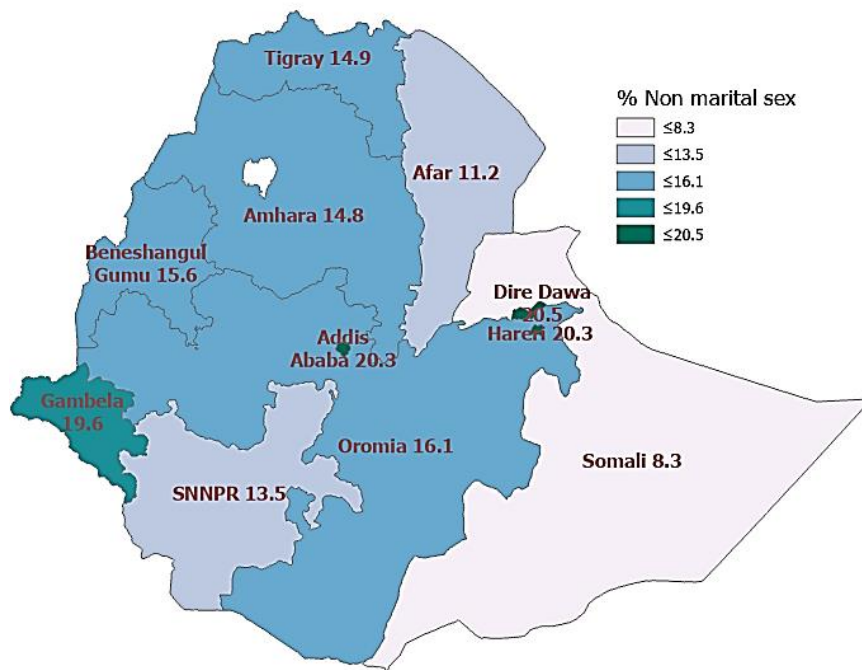 Tigray 14.9
% Non marital sex
≤8.3
≤13.5
≤16.1
≤19.6
≤20.5
Afar 11.2
Amhara 14.8
Beneshangul
Gumu 15.6
Dire Dawa
20.5
Hareri 20.3
Addis
Ababa 20.3
Gambela
19.6
Oromia 16.1
Somali 8.3
SNNPR 13.5